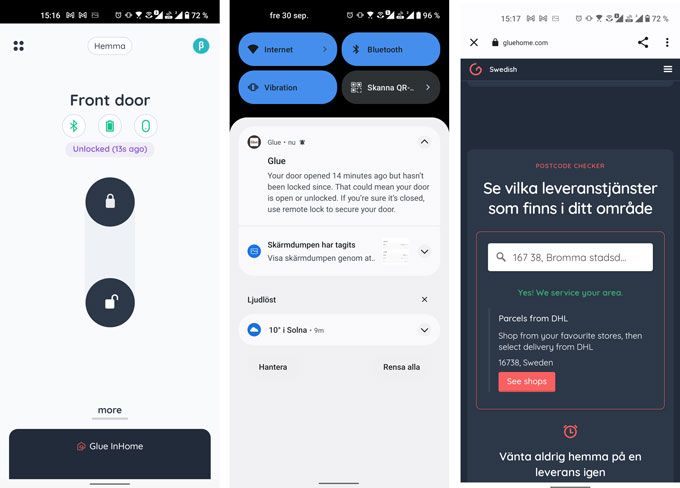 15:16
72 %
Hemma
β
Front door
Unlocked (13s ago)
more
Glue InHome
fre 30 sep.
96 %
Internet
Bluetooth
Vibration
Skanna QR-..
Glue • nu
Glue
Your door opened 14 minutes ago but hasn't
been locked since. That could mean your door
is open or unlocked. If you're sure it's closed,
use remote lock to secure your door.
Skärmdumpen har tagits
Visa skärmdumpen genom at..
Ljudlöst
10° i Solna • 9m
Hantera
Rensa alla
15:17
72 %
gluehome.com
Swedish
POSTCODE CHECKER
Se vilka leveranstjänster
som finns i ditt område
167 38, Bromma stadsd...
Yes! We service your area.
Parcels from DHL
Shop from your favourite stores, then
select delivery from DHL
16738, Sweden
See shops
Vänta aldrig hemma på en
leverans igen